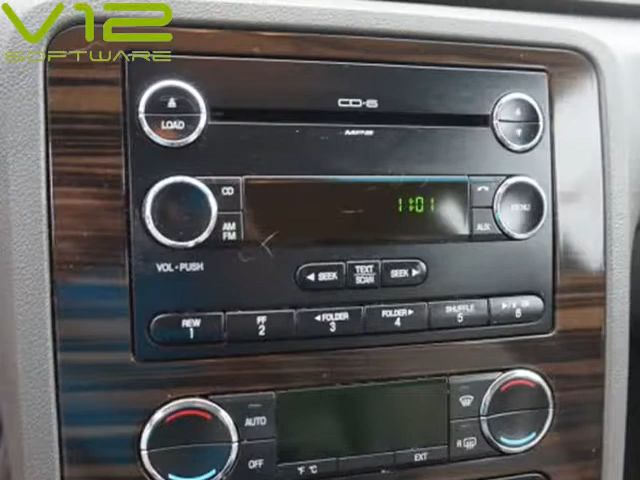 V12
SOFTWARE
CD-6
LOAD
MP3
CD
11:01
MENU
AM
FM
AUX
VOL-PUSH
◄ SEEK
TEXT
SCAN
SEEK ►
REW
1
FF
2
◄ FOLDER
3
FOLDER ►
4
SHUFFLE
5
6
AUTO
OFF
°F °C
EXT
R